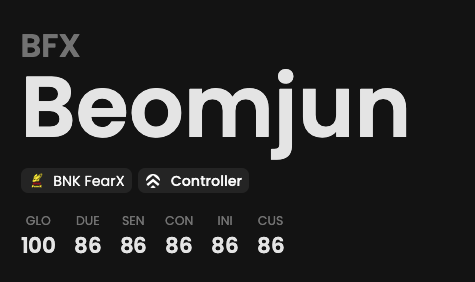 BFX
Beomjun
BNK FearX Controller
GLO DUE SEN CON INI CUS
100 86 86 86 86 86